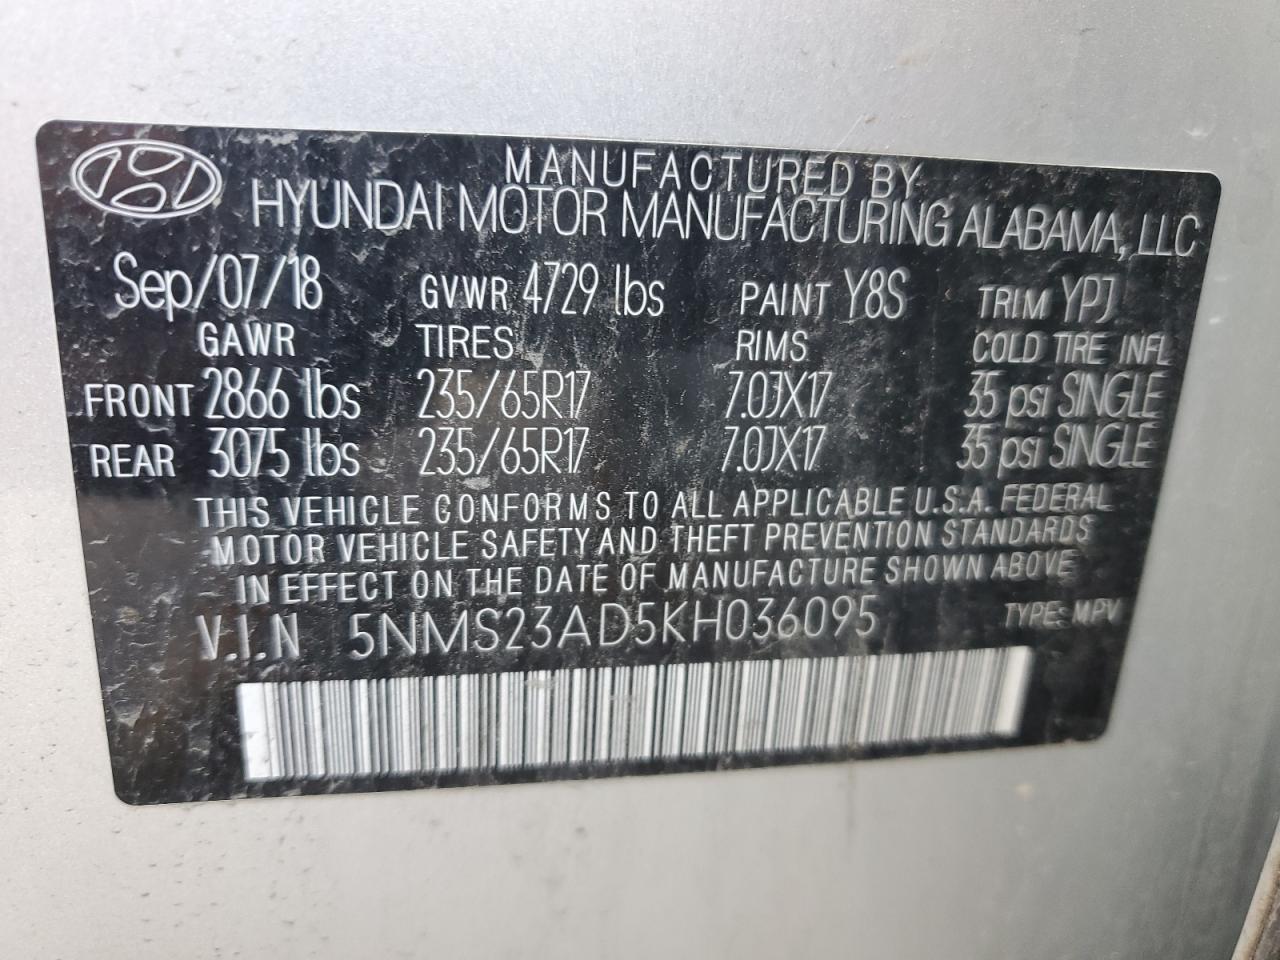 MANUFACTURED BY
HYUNDAI MOTOR MANUFACTURING ALABAMA, LLC
Sep/07/18 GVWR 4729 lbs PAINT Y8S TRIM YPJ
GAWR TIRES RIMS COLD TIRE INFL
FRONT 2866 lbs 235/65R17 7.0JX17 35 psi SINGLE
REAR 3075 lbs 235/65R17 7.0JX17 35 psi SINGLE
THIS VEHICLE CONFORMS TO ALL APPLICABLE U.S.A. FEDERAL
MOTOR VEHICLE SAFETY AND THEFT PREVENTION STANDARDS
IN EFFECT ON THE DATE OF MANUFACTURE SHOWN ABOVE
V.I.N 5NMS23AD5KH036095 TYPE: MPV